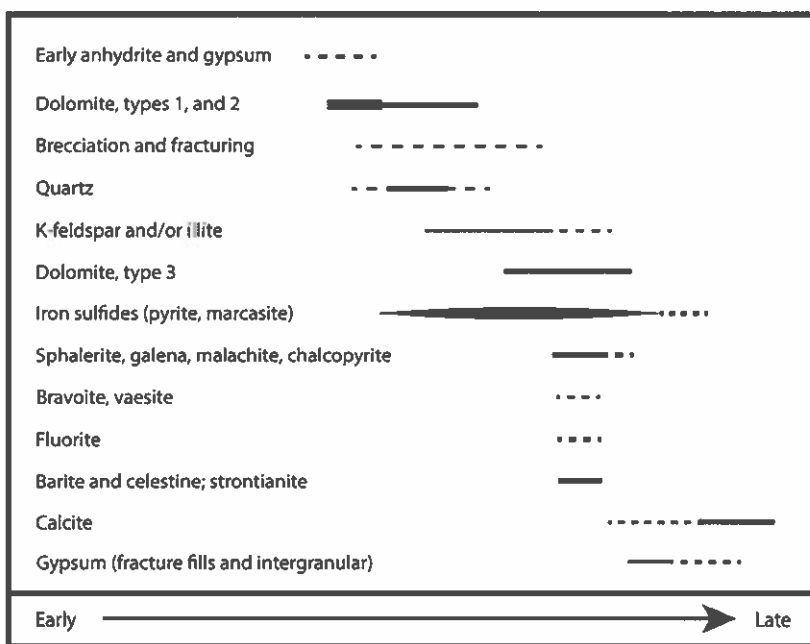 Early anhydrite and gypsum
Dolomite, types 1, and 2
Brecciation and fracturing
Quartz
K-feldspar and/or illite
Dolomite, type 3
Iron sulfides (pyrite, marcasite)
Sphalerite, galena, malachite, chalcopyrite
Bravoite, vaesite
Fluorite
Barite and celestine; strontianite
Calcite
Gypsum (fracture fills and intergranular)
Early Late